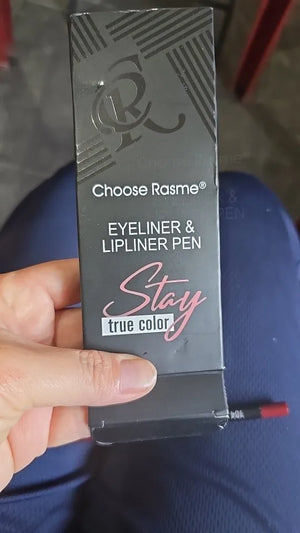 Choose Rasme®
EYELINER &
LIPLINER PEN
Stay
true color